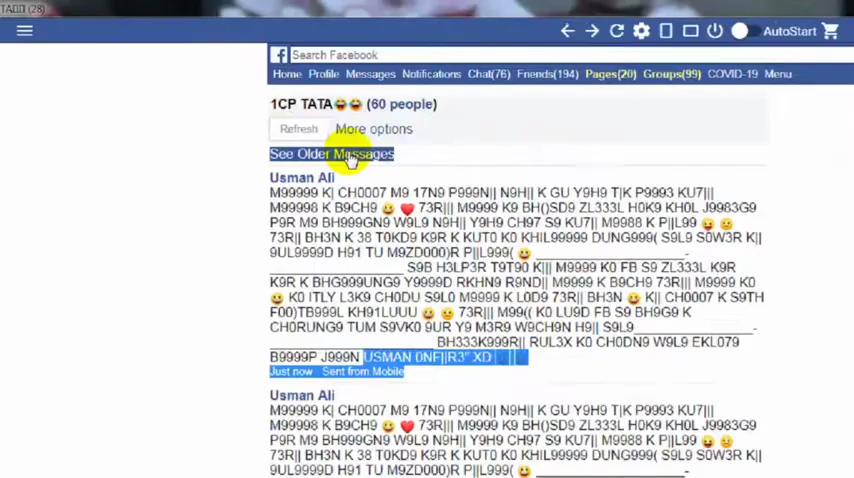 TADD (28)
AutoStart
Search Facebook
Home Profile Messages Notifications Chat(76) Friends(194) Pages(20) Groups(99) COVID-19 Menu
1CP TATA😂😂 (60 people)
Refresh More options
See Older Messages
Usman Ali
M99999 K| CH0007 M9 17N9 P999N|| N9H|| K GU Y9H9 T|K P9993 KU7|||
M99998 K B9CH9 😀 ❤️ 73R||| M9999 K9 BH()SD9 ZL333L H0K9 KH0L J9983G9
P9R M9 BH999GN9 W9L9 N9H|| Y9H9 CH97 S9 KU7|| M9988 K P||L99 😝 😕
73R|| BH3N K 38 T0KD9 K9R K KUT0 K0 KHIL99999 DUNG999( S9L9 S0W3R K||
9UL9999D H91 TU M9ZD000)R P||L999( 😀 ____________________-
________________ S9B H3LP3R T9T90 K||| M9999 K0 FB S9 ZL333L K9R
K9R K BHG999UNG9 Y9999D RKHN9 R9ND|| M9999 K B9CH9 73R||| M9999 K0
😀 K0 ITLY L3K9 CH0DU S9L0 M9999 K L0D9 73R||| BH3N 😀 K|| CH0007 K S9TH
F00)TB999L KH91LUUU 😀 😕 73R||| M99(( K0 LU9D FB S9 BH9G9 K
CH0RUNG9 TUM S9VK0 9UR Y9 M3R9 W9CH9N H9|| S9L9____________________-
____________________ BH333K999R|| RUL3X K0 CH0DN9 W9L9 EKL079
B9999P J999N USMAN 0NF||R3" XD
Just now Sent from Mobile
Usman Ali
M99999 K| CH0007 M9 17N9 P999N|| N9H|| K GU Y9H9 T|K P9993 KU7|||
M99998 K B9CH9 😀 ❤️ 73R||| M9999 K9 BH()SD9 ZL333L H0K9 KH0L J9983G9
P9R M9 BH999GN9 W9L9 N9H|| Y9H9 CH97 S9 KU7|| M9988 K P||L99 😝 😕
73R|| BH3N K 38 T0KD9 K9R K KUT0 K0 KHIL99999 DUNG999( S9L9 S0W3R K||
9UL9999D H91 TU M9ZD000)R P||L999( 😀 ____________________-